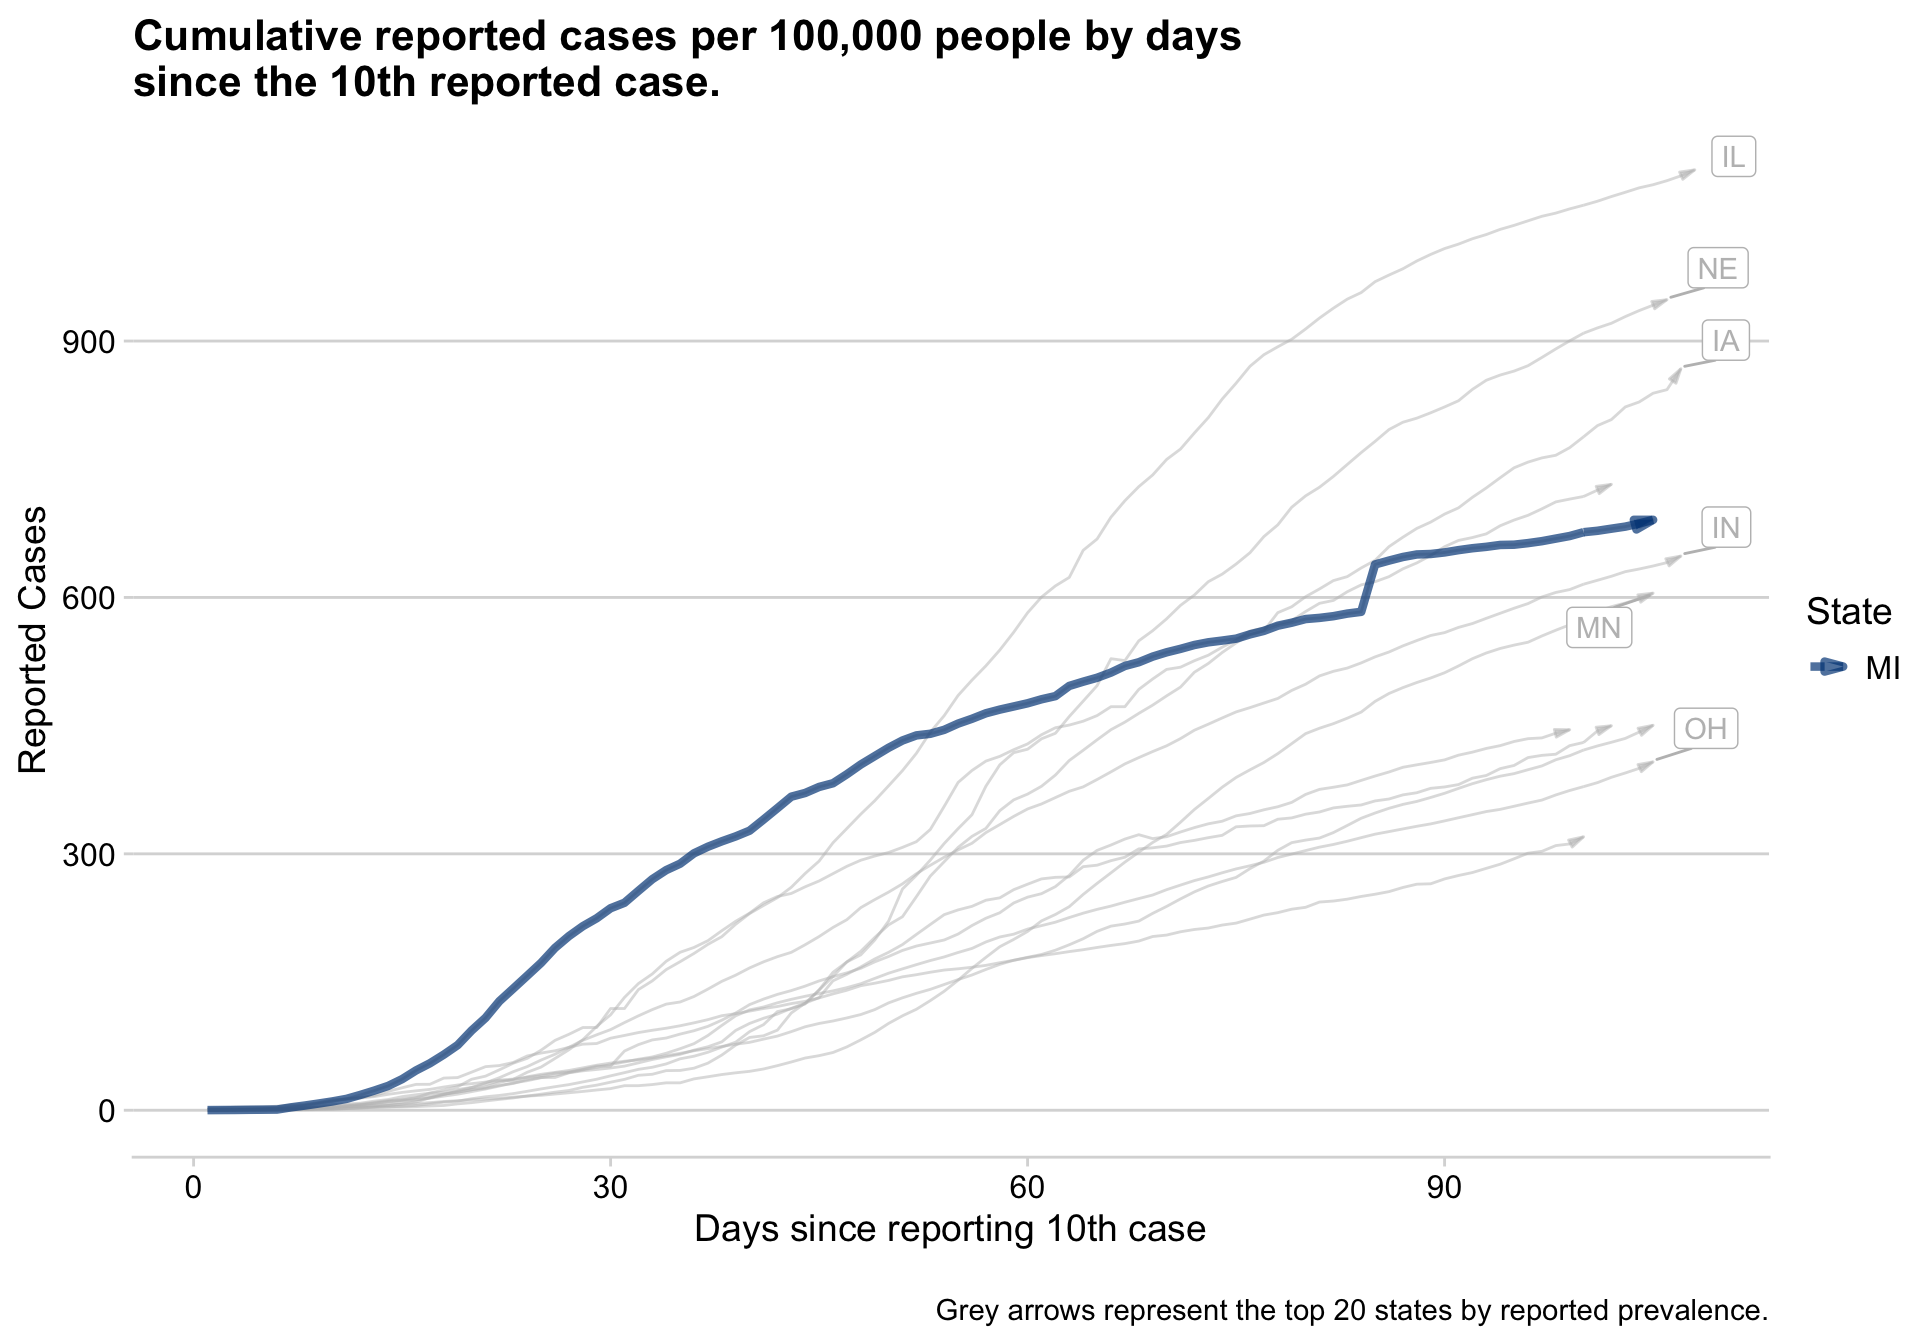 Cumulative reported cases per 100,000 people by days
since the 10th reported case.
IL
NE
900
IA
IN
600
MN
State
MI
OH
300
0
Reported Cases
0 30 60 90
Days since reporting 10th case
Grey arrows represent the top 20 states by reported prevalence.